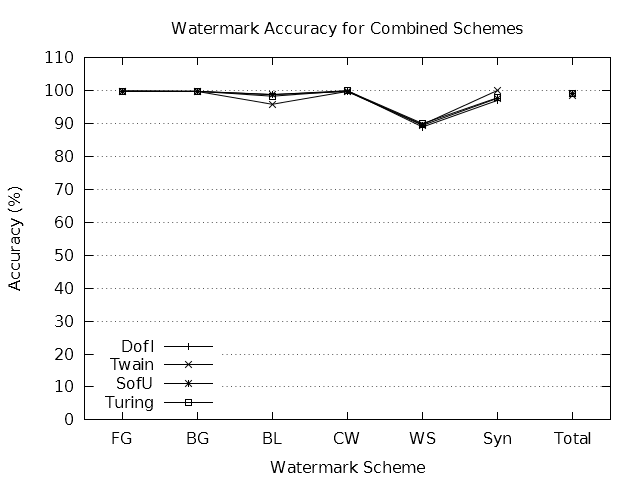 Watermark Accuracy for Combined Schemes
110
100
90
80
70
60
50
40
30
20
10
0
Accuracy (%)
DofI
Twain
SofU
Turing
FG BG BL CW WS Syn Total
Watermark Scheme